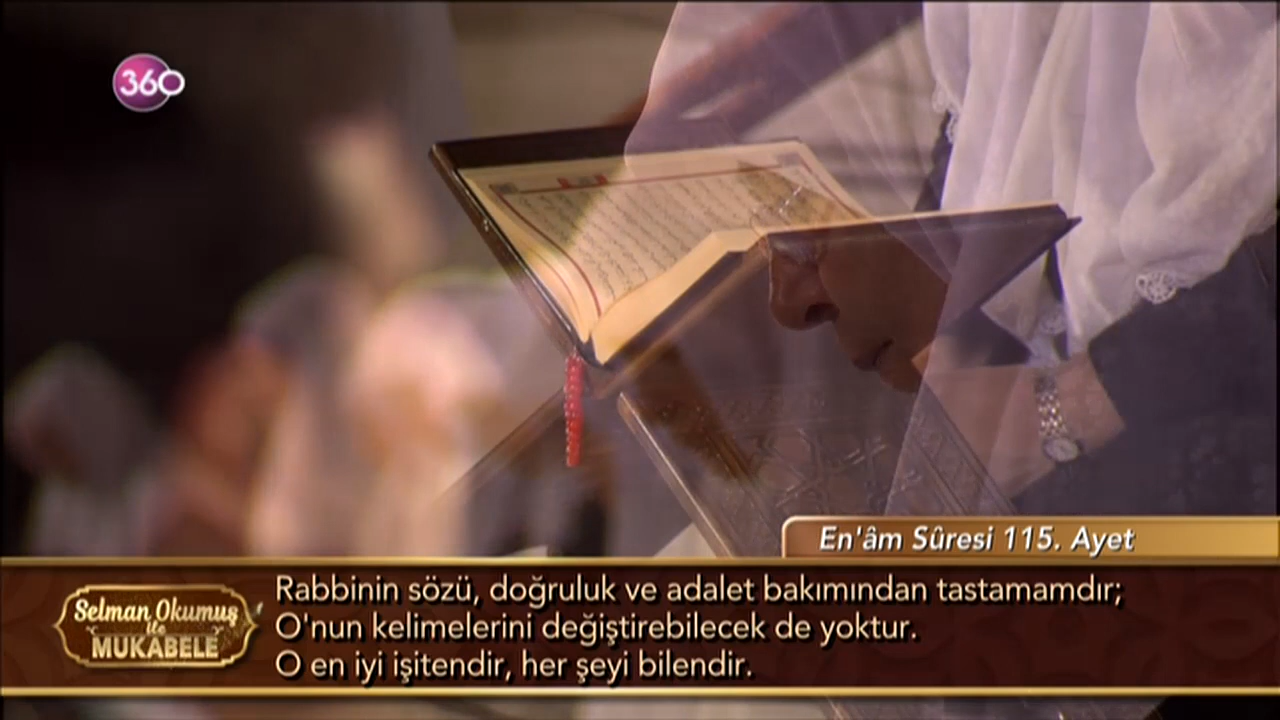 360
En'âm Sûresi 115. Ayet
Selman Okumuş
ile
MUKABELE
Rabbinin sözü, doğruluk ve adalet bakımından tastamamdır;
O'nun kelimelerini değiştirebilecek de yoktur.
O en iyi işitendir, her şeyi bilendir.